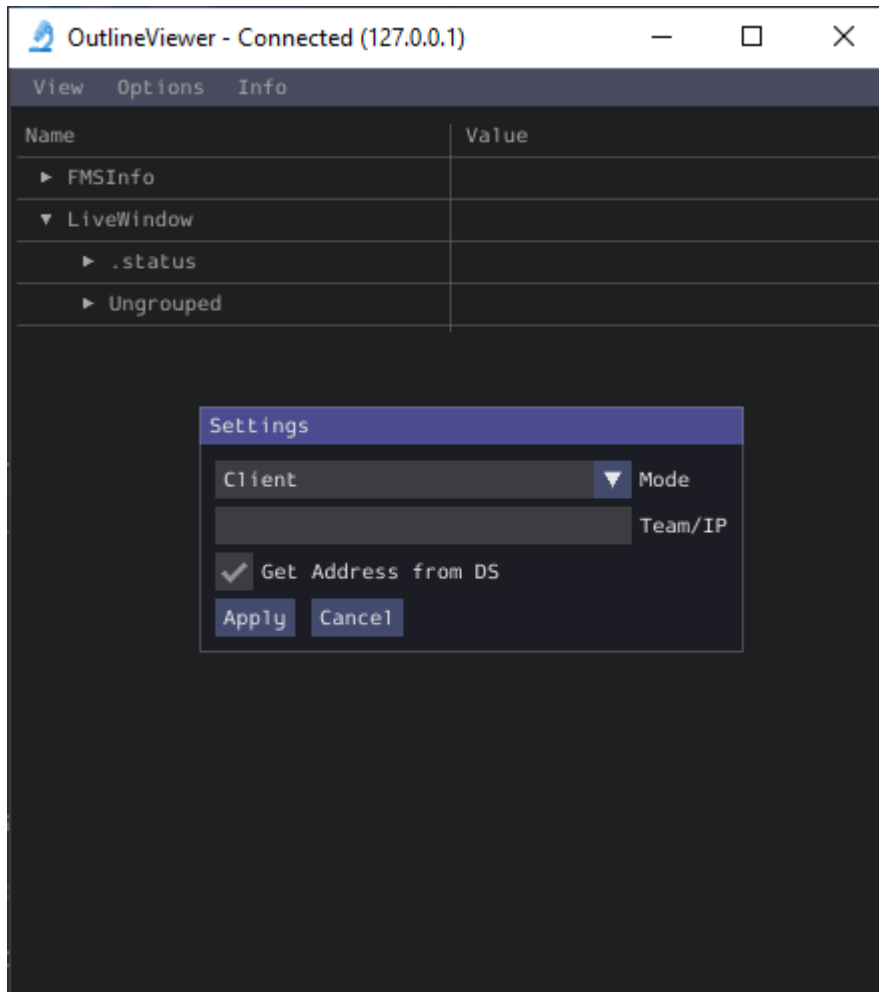 OutlineViewer - Connected (127.0.0.1)
View Options Info
Name Value
FMSInfo
LiveWindow
.status
Ungrouped
Settings
Client Mode
Team/IP
Get Address from DS
Apply Cancel